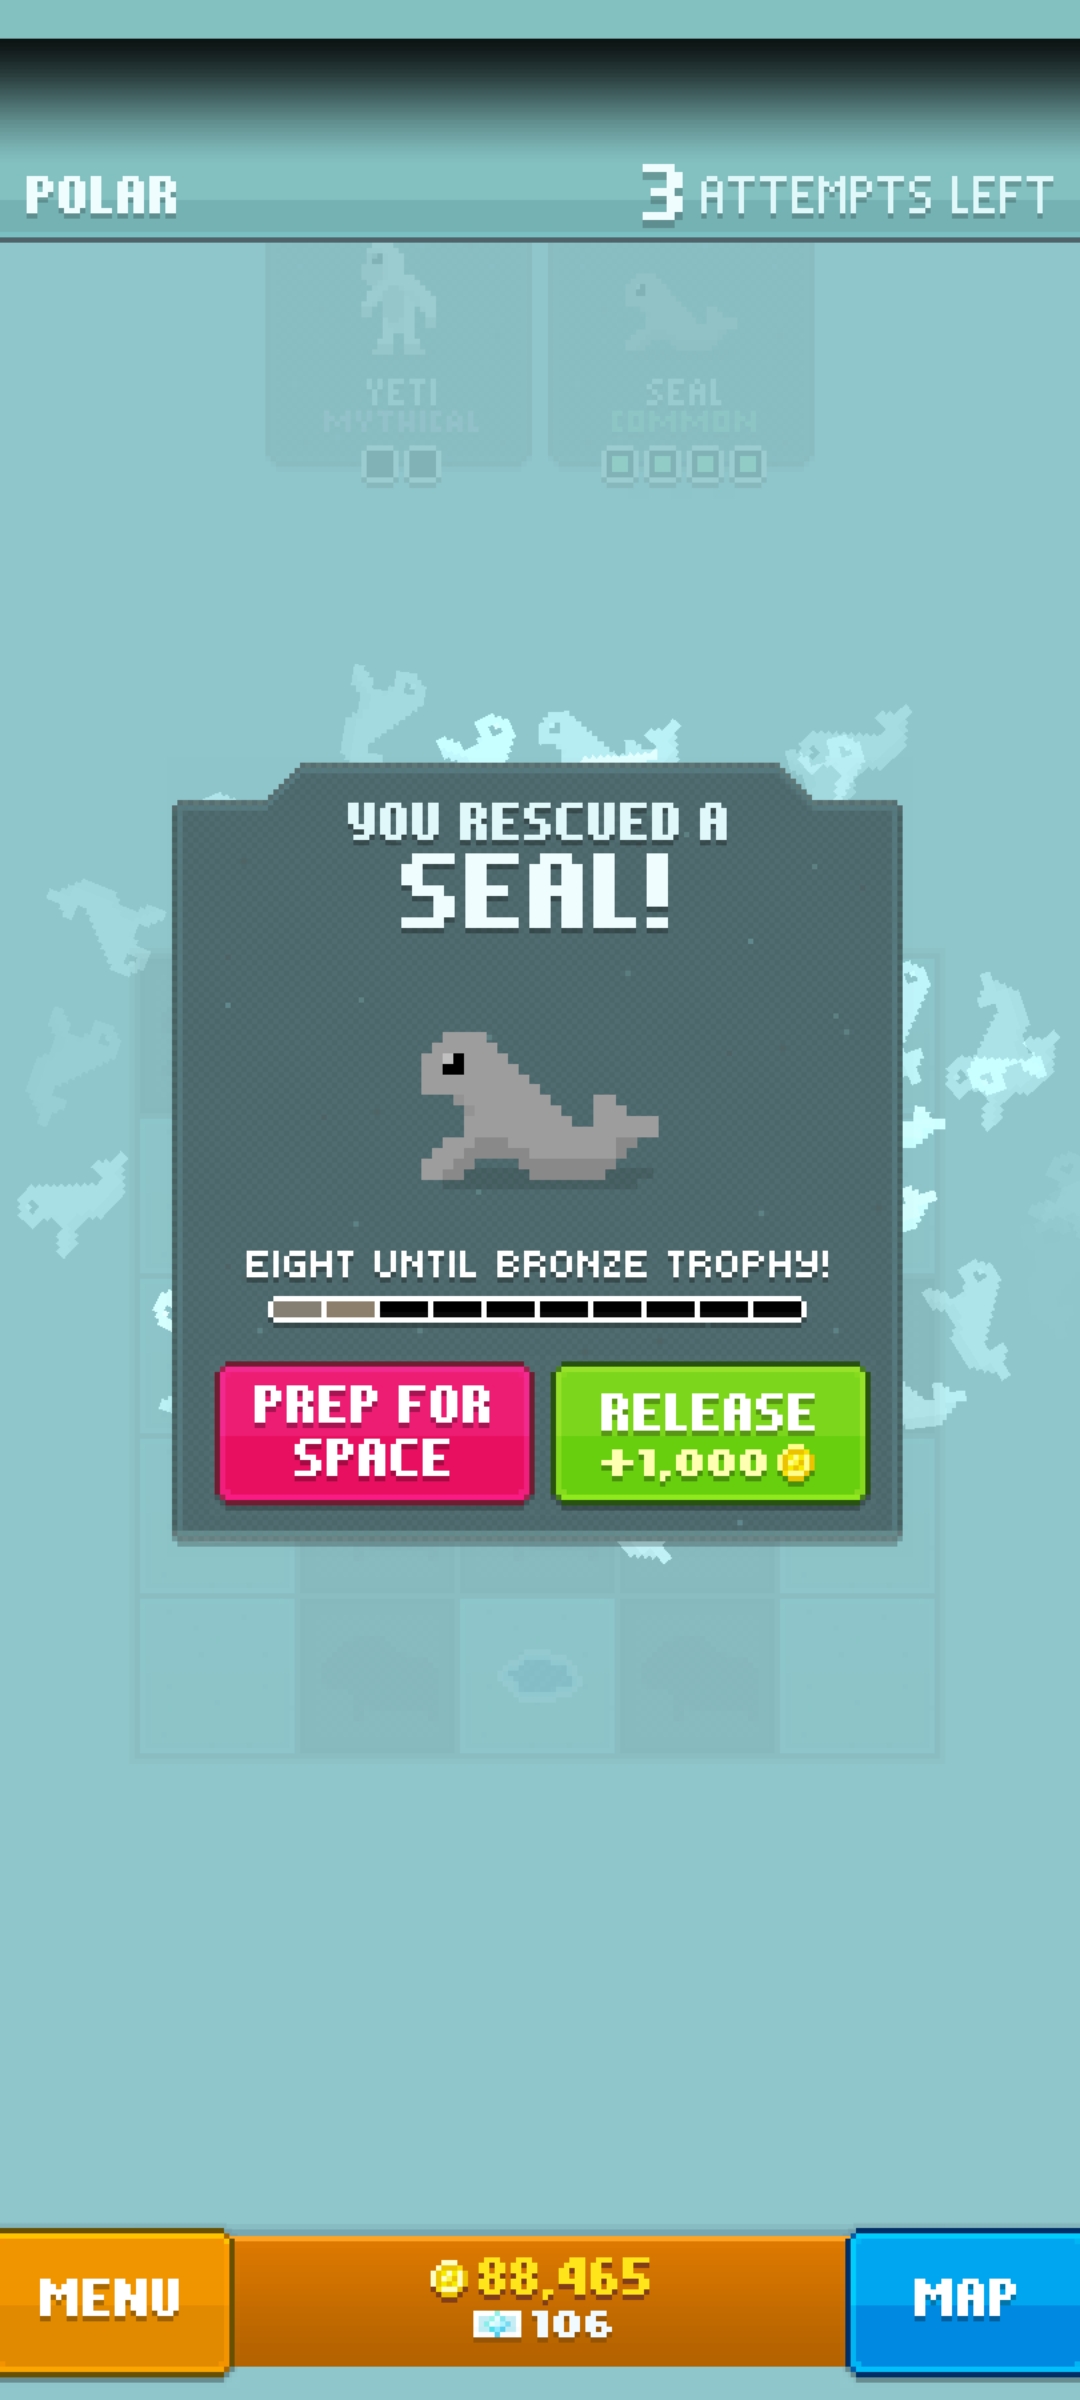 POLAR
3 ATTEMPTS LEFT
YETI
MYTHICAL
SEAL
COMMON
YOU RESCUED A
SEAL!
EIGHT UNTIL BRONZE TROPHY!
PREP FOR
SPACE
RELEASE
+1,000
MENU
88,465
106
MAP